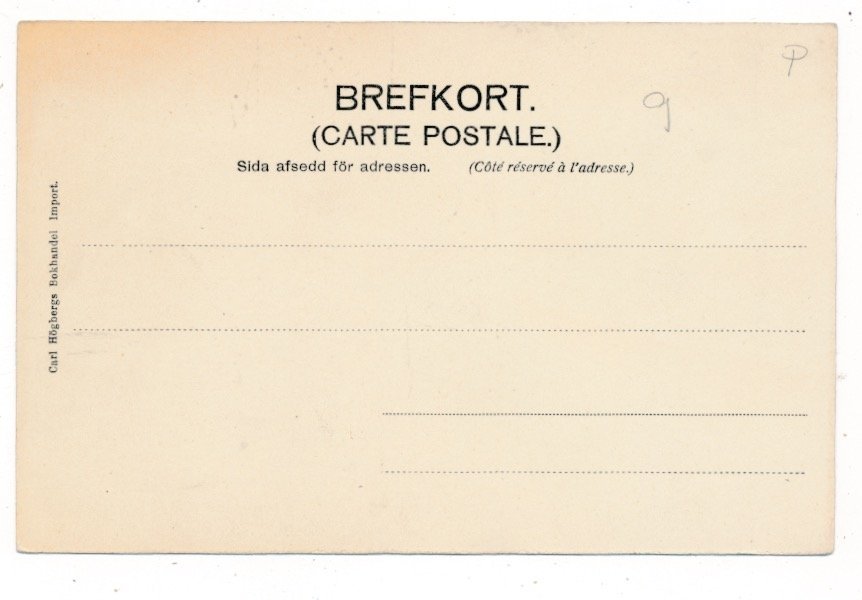 P
9
BREFKORT.
(CARTE POSTALE.)
Sida afsedd för adressen. (Côté réservé à l'adresse.)
Carl Högbergs Bokhandel Import.